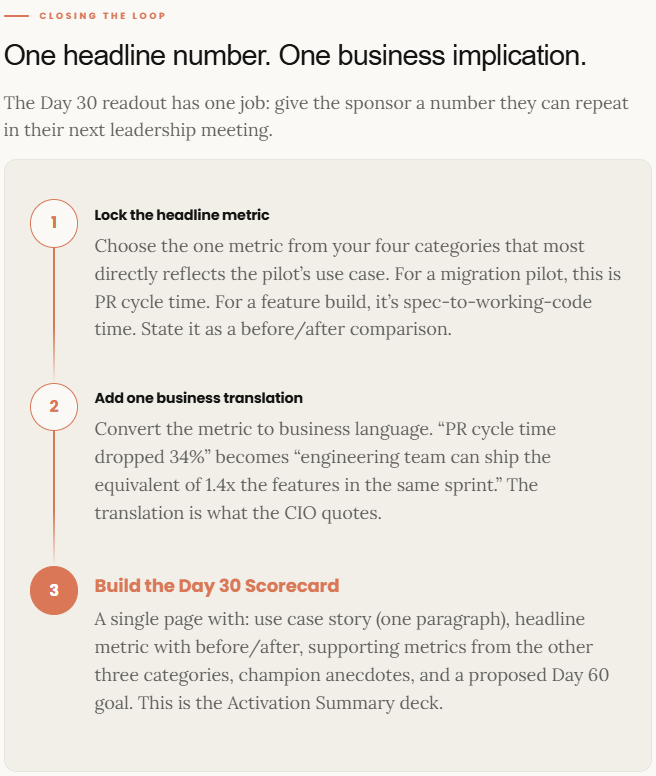 CLOSING THE LOOP
One headline number. One business implication.
The Day 30 readout has one job: give the sponsor a number they can repeat
in their next leadership meeting.
1
Lock the headline metric
Choose the one metric from your four categories that most
directly reflects the pilot’s use case. For a migration pilot, this is
PR cycle time. For a feature build, it’s spec-to-working-code
time. State it as a before/after comparison.
2
Add one business translation
Convert the metric to business language. “PR cycle time
dropped 34%” becomes “engineering team can ship the
equivalent of 1.4x the features in the same sprint.” The
translation is what the CIO quotes.
3
Build the Day 30 Scorecard
A single page with: use case story (one paragraph), headline
metric with before/after, supporting metrics from the other
three categories, champion anecdotes, and a proposed Day 60
goal. This is the Activation Summary deck.